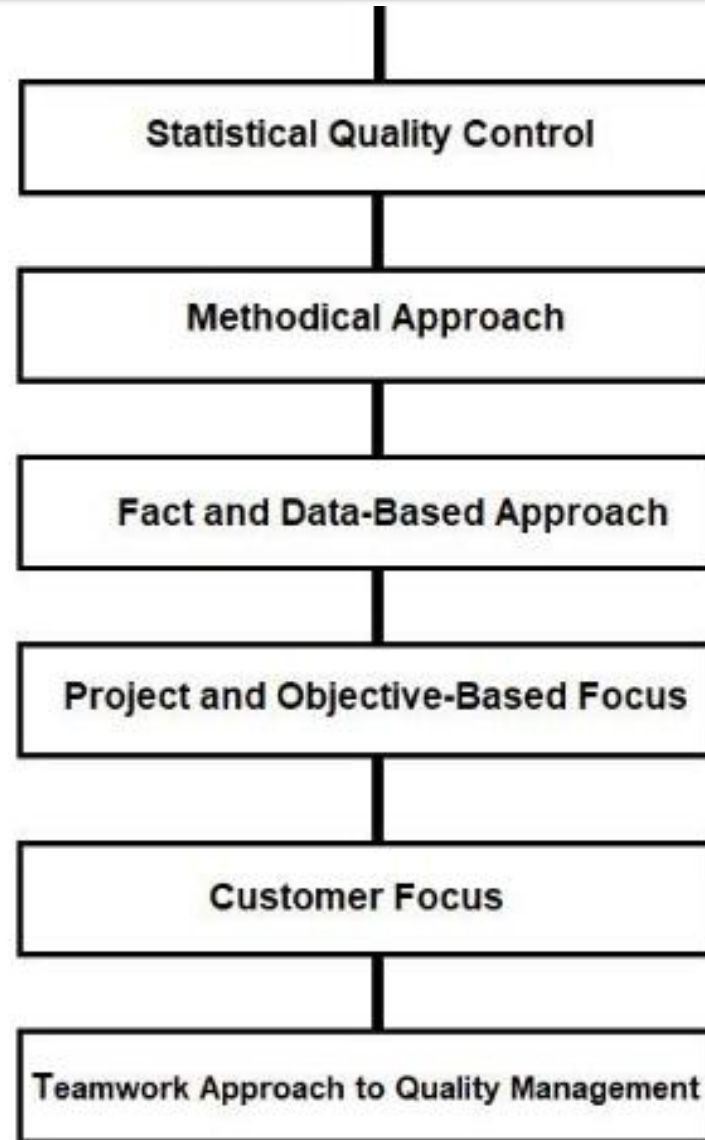 Statistical Quality Control
Methodical Approach
Fact and Data-Based Approach
Project and Objective-Based Focus
Customer Focus
Teamwork Approach to Quality Management